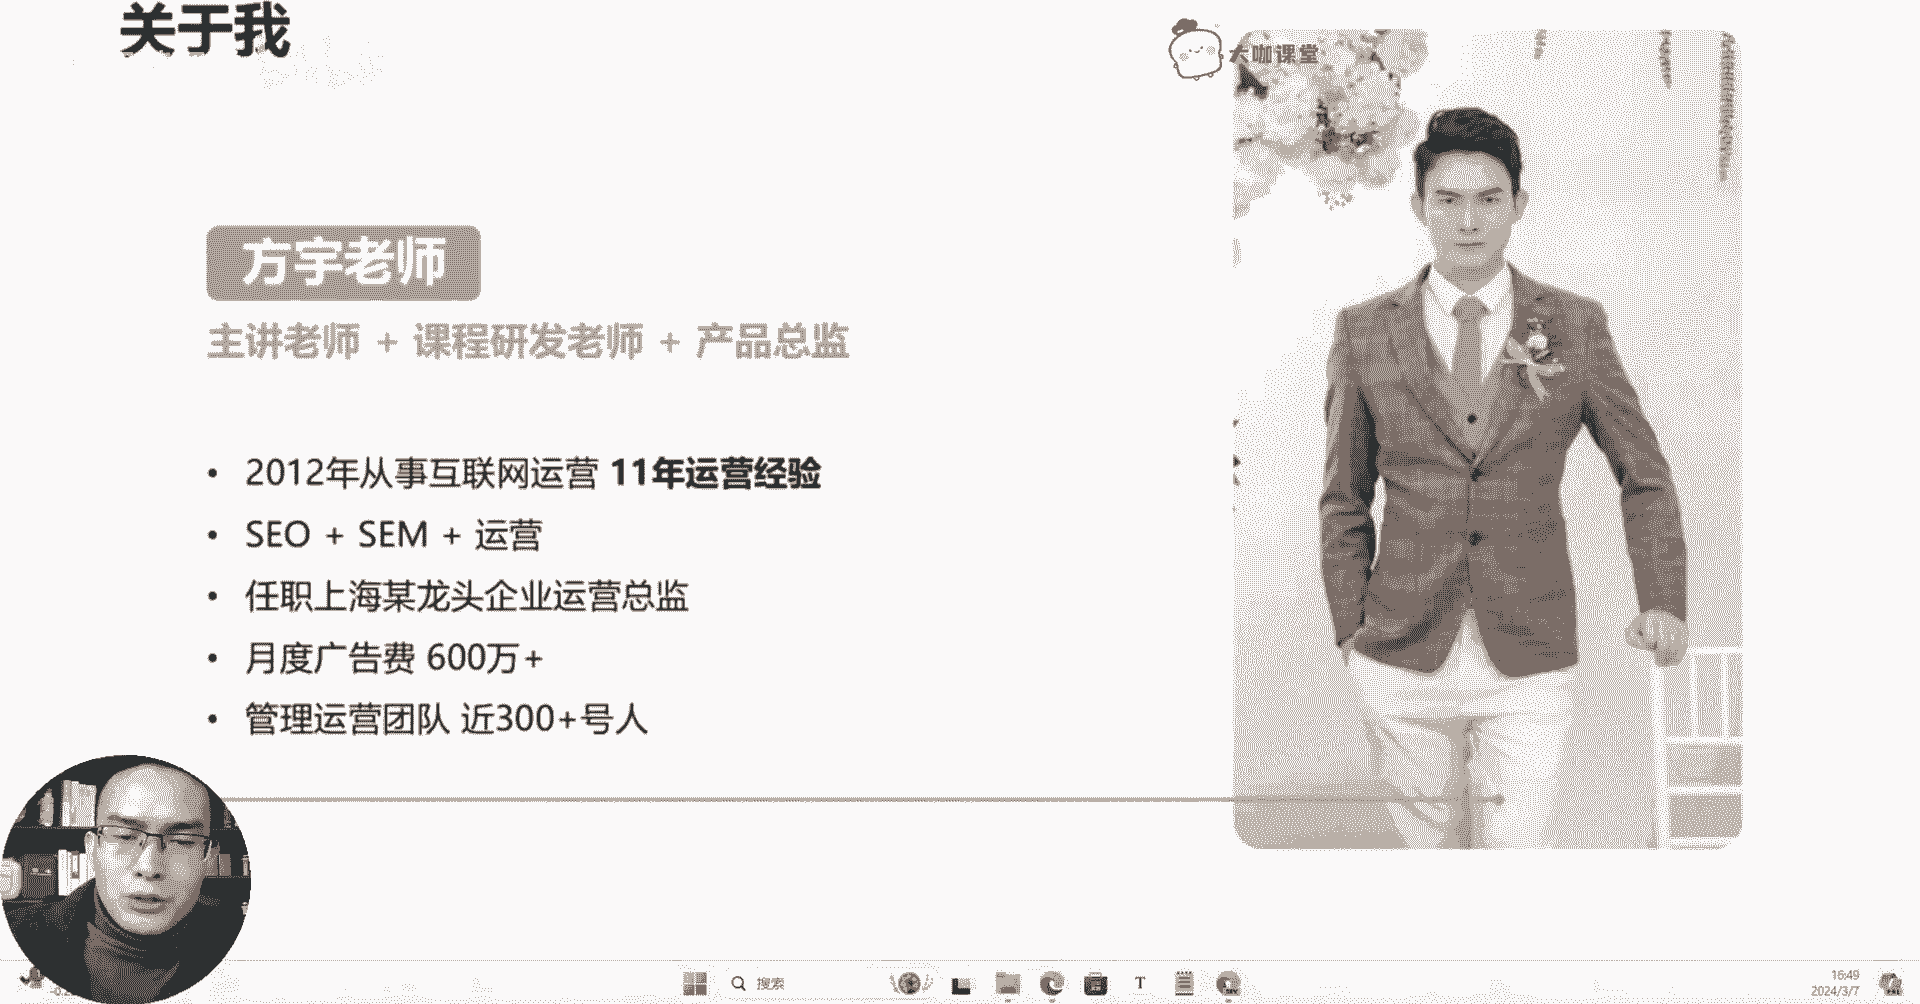 关于我
大咖课堂
方宇老师
主讲老师 + 课程研发老师 + 产品总监
• 2012年从事互联网运营 11年运营经验
• SEO + SEM + 运营
• 任职上海某龙头企业运营总监
• 月度广告费 600万+
• 管理运营团队 近300+号人
搜索
T
16:49
2024/3/7